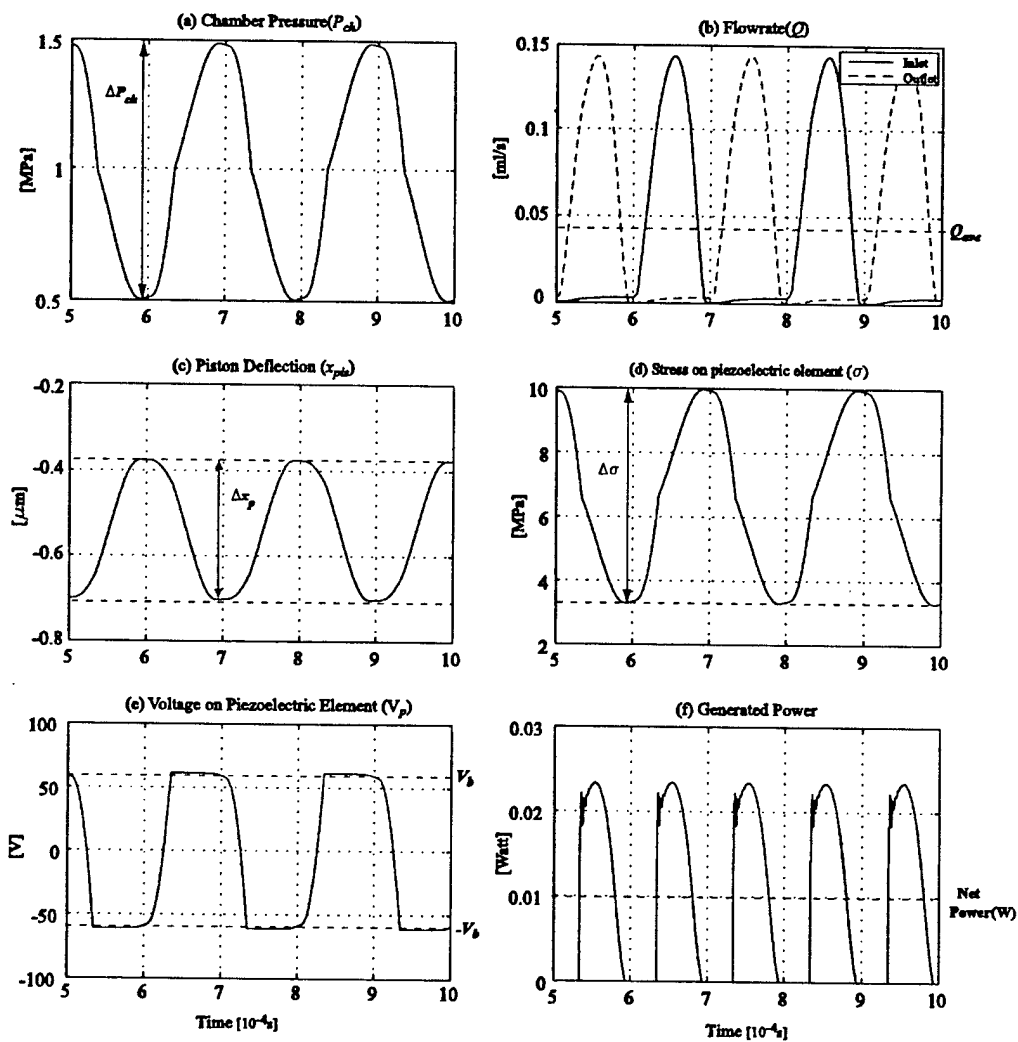 (a) Chamber Pressure(P_ch)
1.5
1
0.5
[MPa]
ΔP_ch
5 6 7 8 9 10
(b) Flowrate(Q)
0.15
0.1
0.05
0
[ml/s]
Inlet
Outlet
Q_ave
5 6 7 8 9 10
(c) Piston Deflection (x_pis)
-0.2
-0.4
-0.6
-0.8
[μm]
Δx_p
5 6 7 8 9 10
(d) Stress on piezoelectric element (σ)
10
8
6
4
2
[MPa]
Δσ
5 6 7 8 9 10
(e) Voltage on Piezoelectric Element (V_p)
100
50
0
-50
-100
[V]
V_b
-V_b
5 6 7 8 9 10
Time [10⁻⁴s]
(f) Generated Power
0.03
0.02
0.01
0
[Watt]
Net
Power(W)
5 6 7 8 9 10
Time [10⁻⁴s]